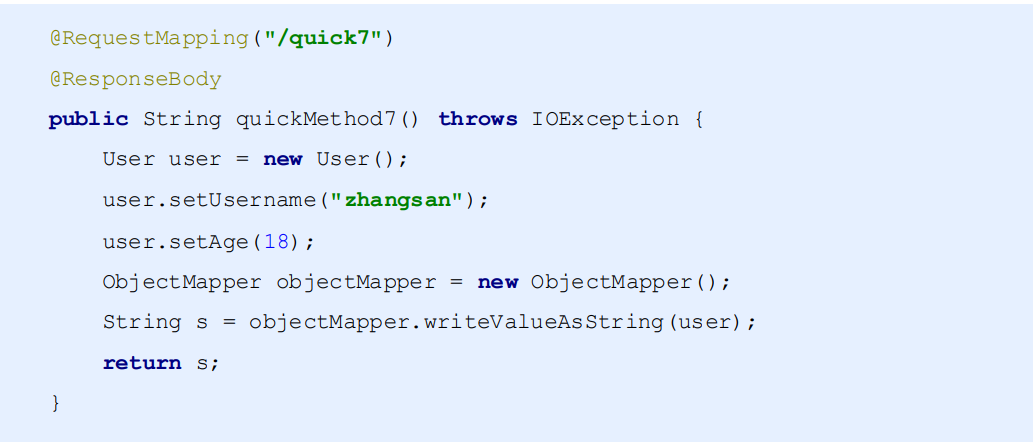 @RequestMapping("/quick7")
@ResponseBody
public String quickMethod7() throws IOException {
    User user = new User();
    user.setUsername("zhangsan");
    user.setAge(18);
    ObjectMapper objectMapper = new ObjectMapper();
    String s = objectMapper.writeValueAsString(user);
    return s;
}